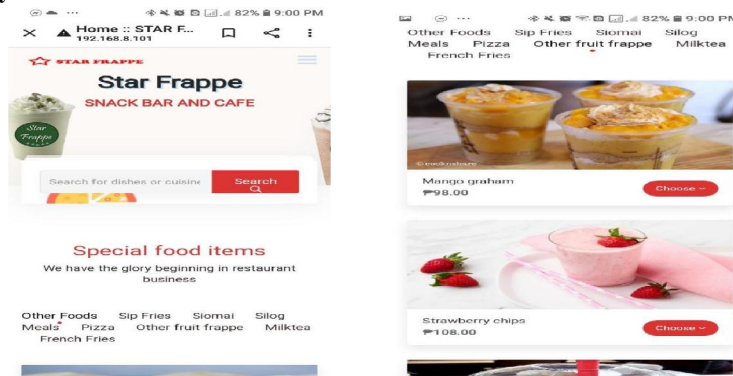 82% 9:00 PM
Home :: STAR F...
192.168.8.101
STAR FRAPPE
Star Frappe
SNACK BAR AND CAFE
Star
Frappe
Search for dishes or cuisine
Search
Special food items
We have the glory beginning in restaurant
business
Other Foods Sip Fries Siomai Silog
Meals Pizza Other fruit frappe Milktea
French Fries
82% 9:00 PM
Other Foods Sip Fries Siomai Silog
Meals Pizza Other fruit frappe Milktea
French Fries
Mango graham
₱98.00
Choose
Strawberry chips
₱108.00
Choose